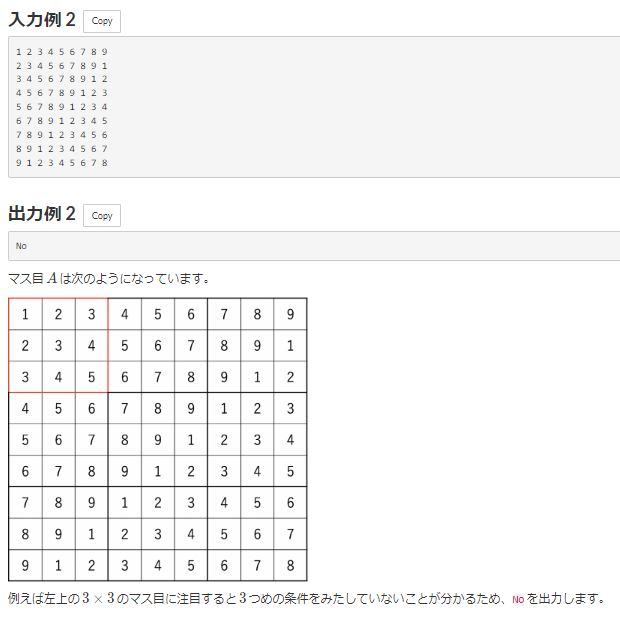 入力例 2 Copy
1 2 3 4 5 6 7 8 9
2 3 4 5 6 7 8 9 1
3 4 5 6 7 8 9 1 2
4 5 6 7 8 9 1 2 3
5 6 7 8 9 1 2 3 4
6 7 8 9 1 2 3 4 5
7 8 9 1 2 3 4 5 6
8 9 1 2 3 4 5 6 7
9 1 2 3 4 5 6 7 8
出力例 2 Copy
No
マス目 A は次のようになっています。
1 2 3 4 5 6 7 8 9
2 3 4 5 6 7 8 9 1
3 4 5 6 7 8 9 1 2
4 5 6 7 8 9 1 2 3
5 6 7 8 9 1 2 3 4
6 7 8 9 1 2 3 4 5
7 8 9 1 2 3 4 5 6
8 9 1 2 3 4 5 6 7
9 1 2 3 4 5 6 7 8
例えば左上の 3 × 3 のマス目に注目すると 3 つめの条件をみたしていないことが分かるため、No を出力します。